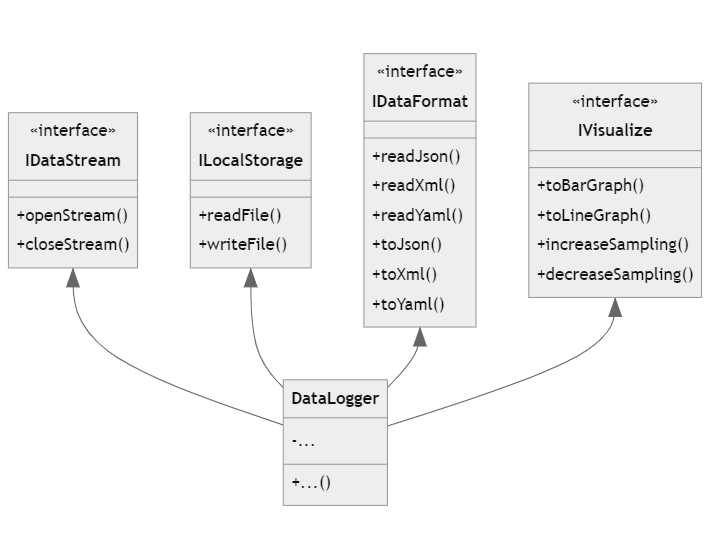 «interface»
IDataStream
+openStream()
+closeStream()
«interface»
ILocalStorage
+readFile()
+writeFile()
«interface»
IDataFormat
+readJson()
+readXml()
+readYaml()
+toJson()
+toXml()
+toYaml()
«interface»
IVisualize
+toBarGraph()
+toLineGraph()
+increaseSampling()
+decreaseSampling()
DataLogger
-...
+...()